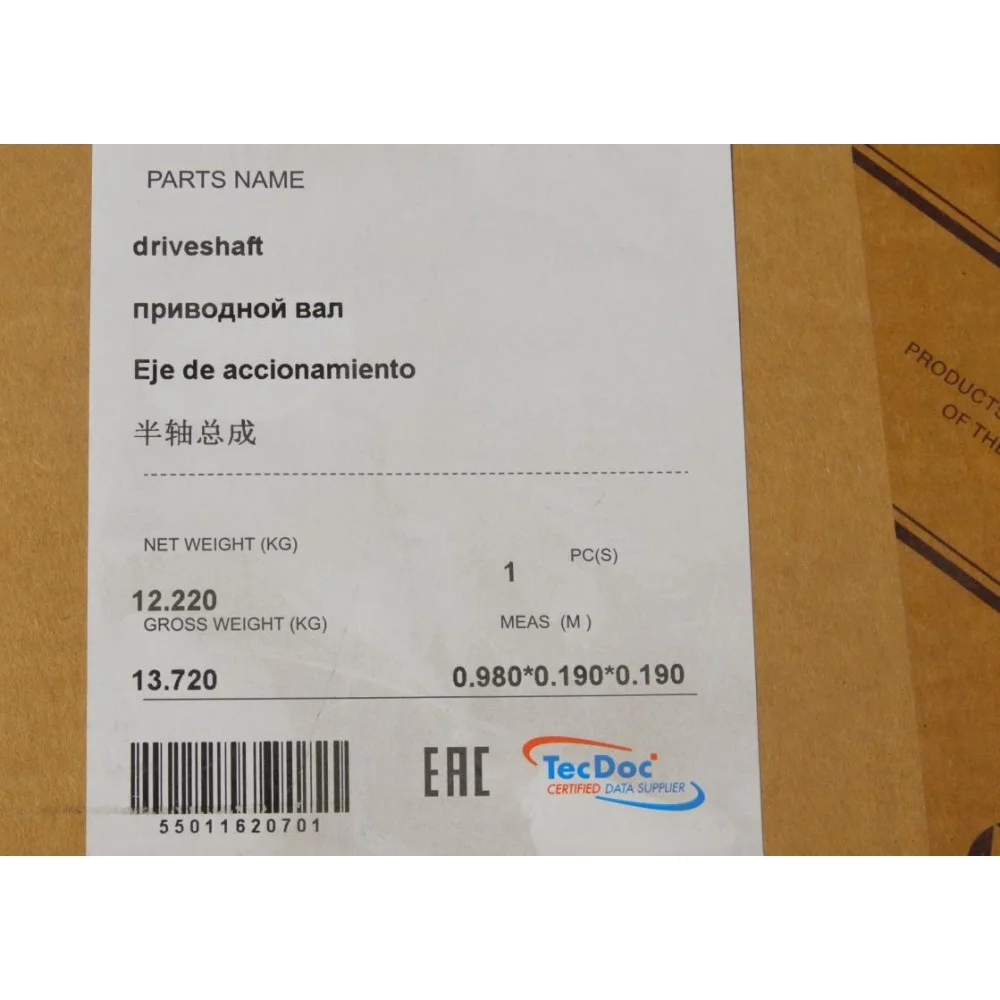 PARTS NAME
driveshaft
приводной вал
Eje de accionamiento
半轴总成
NET WEIGHT (KG)
PC(S)
1
12.220
GROSS WEIGHT (KG)
MEAS (M )
13.720
0.980*0.190*0.190
EAC
TecDoc
CERTIFIED DATA SUPPLIER
55011620701
PRODUCTS
OF THE